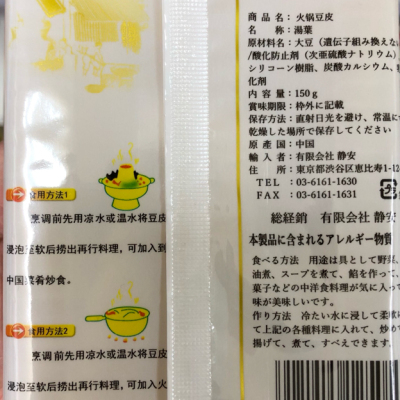 食用方法1
烹调前先用凉水或温水将豆皮
浸泡至软后捞出再行料理，可加入到
中国菜肴炒食。
食用方法2
烹调前先用凉水或温水将豆皮
浸泡至软后捞出再行料理，可加入火
商品名：火锅豆皮
名　称：湯葉
原材料名：大豆（遺伝子組み換えない
/酸化防止剤（次亜硫酸ナトリウム）
シリコーン樹脂、炭酸カルシウム、
化剤
内容量：150g
賞味期限：枠外に記載
保存方法：直射日光を避け、常温に
乾燥した場所で保存してください
原産国：中国
輸入者：有限会社 静安
住　所：東京都渋谷区恵比寿1-12
TEL：03-6161-1630
FAX：03-6161-1631
総経銷　有限会社 静安
本製品に含まれるアレルギー物質
食べる方法　用途は具として野菜、
油煮、スープを煮て、餡を作って、
菓子などの中洋食料理が気に入って
味が美味しいです。
作り方法　冷たい水に浸して柔軟
て上記の各種料理に入れて、炒め
揚げて、煮て、すべえできます。